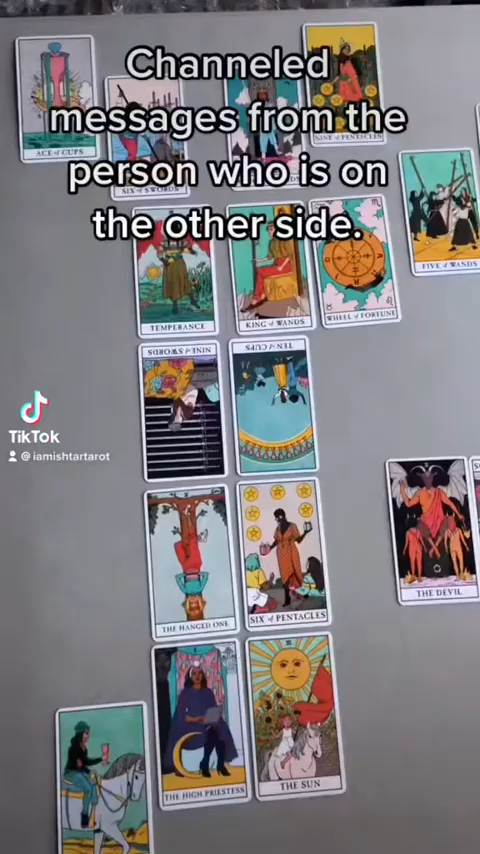 Channeled
messages from the
person who is on
the other side.
ACE of CUPS
SIX of SWORDS
NINE of PENTACLES
TEMPERANCE
KING of WANDS
WHEEL of FORTUNE
FIVE of WANDS
NINE of SWORDS
TEN of CUPS
THE HANGED ONE
SIX of PENTACLES
THE DEVIL
THE HIGH PRIESTESS
THE SUN
TikTok
@iamishtartarot